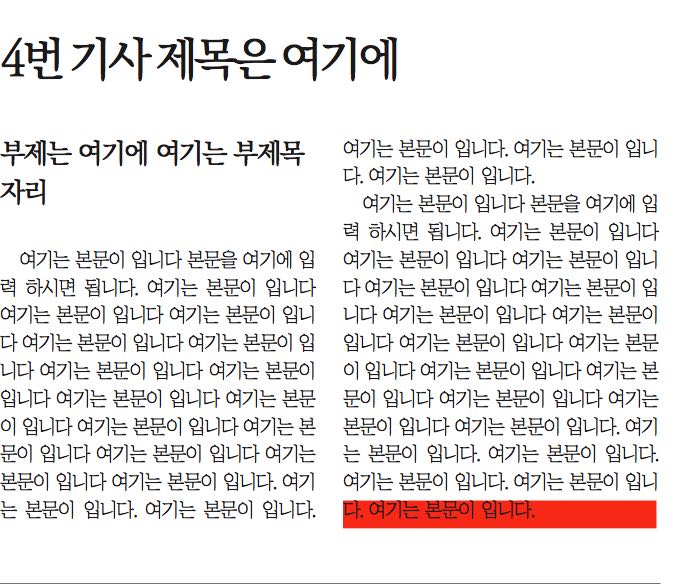 4번 기사 제목은 여기에
부제는 여기에 여기는 부제목
자리
여기는 본문이 입니다 본문을 여기에 입
력 하시면 됩니다. 여기는 본문이 입니다
여기는 본문이 입니다 여기는 본문이 입니
다 여기는 본문이 입니다 여기는 본문이 입
니다 여기는 본문이 입니다 여기는 본문이
입니다 여기는 본문이 입니다 여기는 본문
이 입니다 여기는 본문이 입니다 여기는 본
문이 입니다 여기는 본문이 입니다 여기는
본문이 입니다 여기는 본문이 입니다. 여기
는 본문이 입니다. 여기는 본문이 입니다.
여기는 본문이 입니다. 여기는 본문이 입니
다. 여기는 본문이 입니다.
여기는 본문이 입니다 본문을 여기에 입
력 하시면 됩니다. 여기는 본문이 입니다
여기는 본문이 입니다 여기는 본문이 입니
다 여기는 본문이 입니다 여기는 본문이 입
니다 여기는 본문이 입니다 여기는 본문이
입니다 여기는 본문이 입니다 여기는 본문
이 입니다 여기는 본문이 입니다 여기는 본
문이 입니다 여기는 본문이 입니다 여기는
본문이 입니다 여기는 본문이 입니다. 여기
는 본문이 입니다. 여기는 본문이 입니다.
여기는 본문이 입니다. 여기는 본문이 입니
다. 여기는 본문이 입니다.